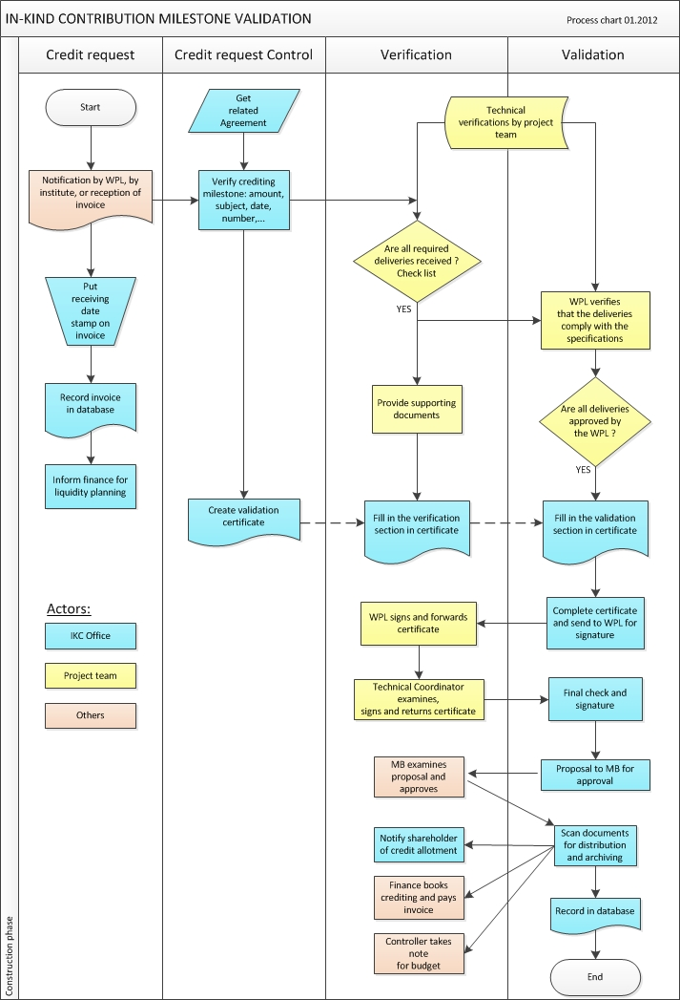 IN-KIND CONTRIBUTION MILESTONE VALIDATION
Process chart 01.2012
Credit request
Credit request Control
Verification
Validation
Start
Notification by WPL, by
institute, or reception of
invoice
Put
receiving
date
stamp on
invoice
Record invoice
in database
Inform finance for
liquidity planning
Actors:
IKC Office
Project team
Others
Get
related
Agreement
Verify crediting
milestone: amount,
subject, date,
number,...
Create validation
certificate
Technical
verifications by project
team
Are all required
deliveries received ?
Check list
YES
Provide supporting
documents
Fill in the verification
section in certificate
WPL signs and forwards
certificate
Technical Coordinator
examines,
signs and returns certificate
MB examines
proposal and
approves
Notify shareholder
of credit allotment
Finance books
crediting and pays
invoice
Controller takes
note
for budget
WPL verifies
that the deliveries
comply with the
specifications
Are all deliveries
approved by
the WPL ?
YES
Fill in the validation
section in certificate
Complete certificate
and send to WPL for
signature
Final check and
signature
Proposal to MB for
approval
Scan documents
for distribution
and archiving
Record in database
End
Construction phase